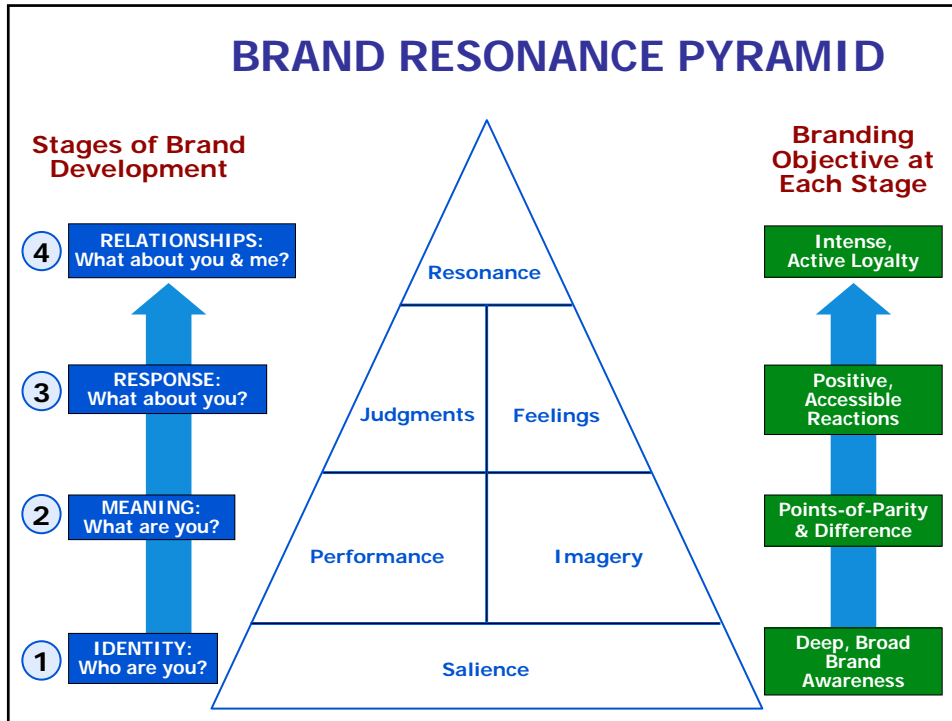 BRAND RESONANCE PYRAMID
Stages of Brand
Development
Branding
Objective at
Each Stage
4
RELATIONSHIPS:
What about you & me?
Resonance
Intense,
Active Loyalty
3
RESPONSE:
What about you?
Judgments
Feelings
Positive,
Accessible
Reactions
2
MEANING:
What are you?
Performance
Imagery
Points-of-Parity
& Difference
1
IDENTITY:
Who are you?
Salience
Deep, Broad
Brand
Awareness